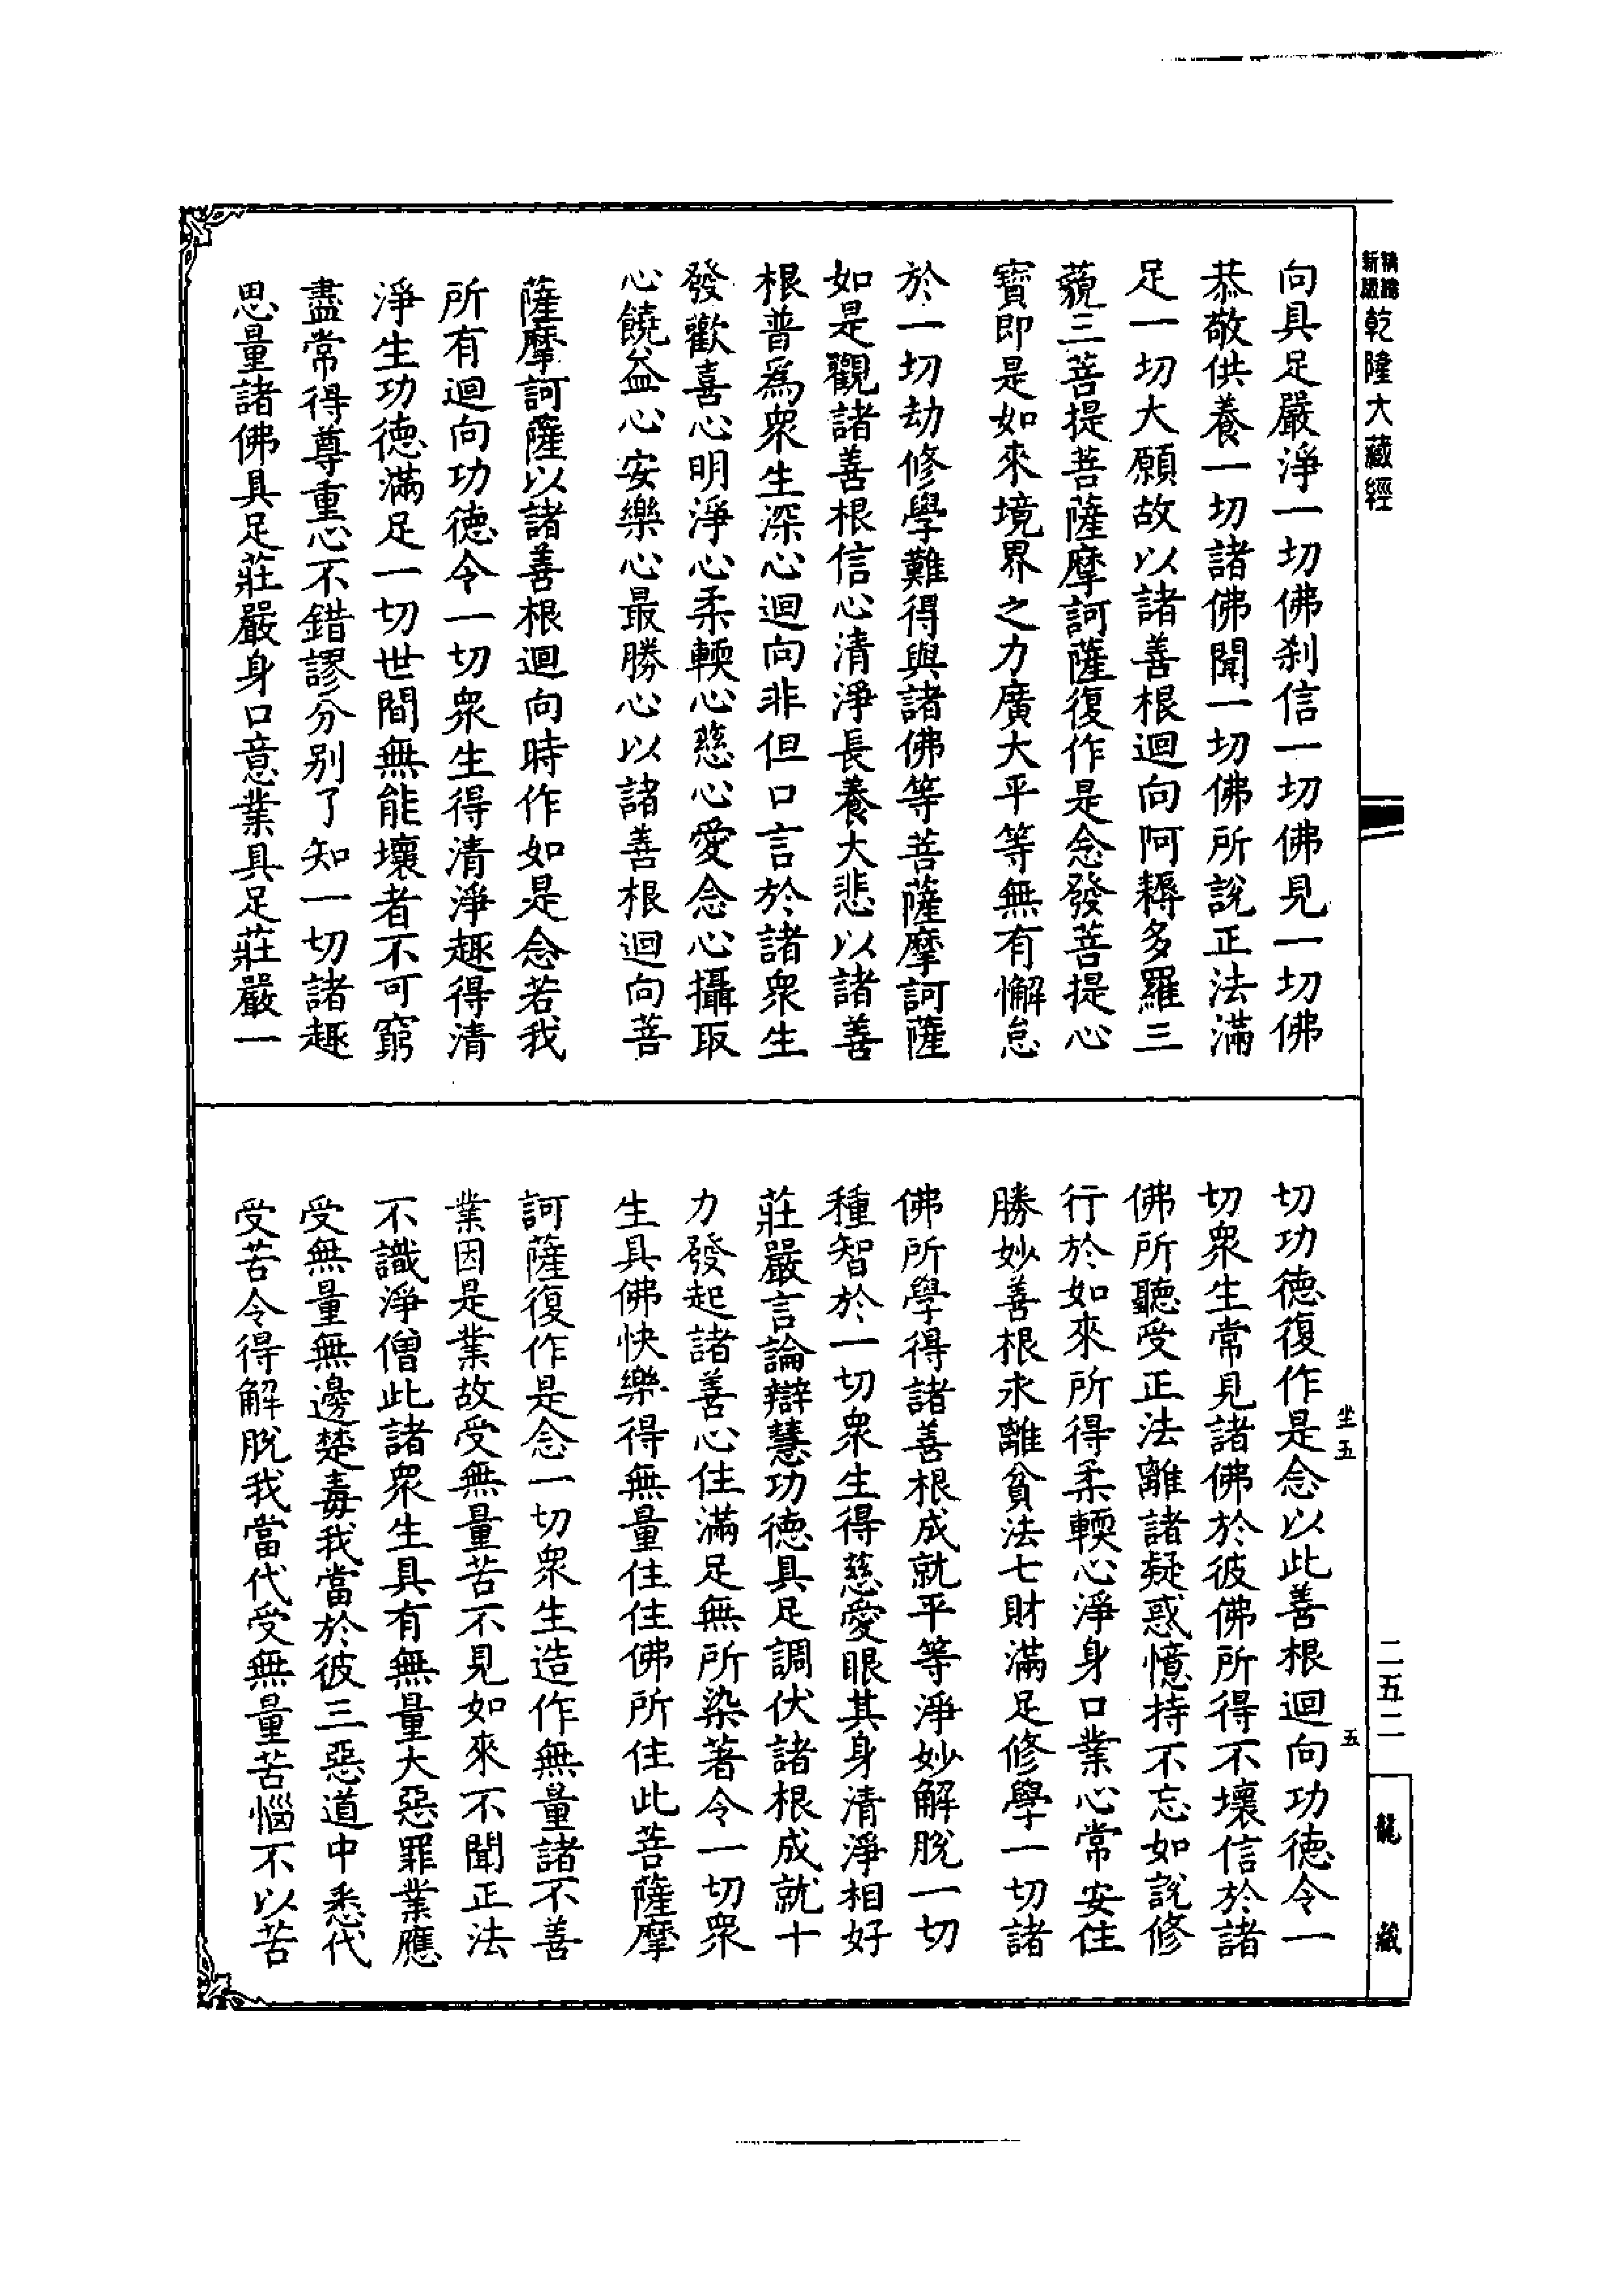 新鐫
精鐫
乾隆大藏經
向具足嚴淨一切佛刹信一切佛見一切佛
恭敬供養一切諸佛聞一切佛所說正法滿
足一切大願故以諸善根迴向阿耨多羅三
藐三菩提菩薩摩訶薩復作是念發菩提心
寶即是如來境界之力廣大平等無有懈怠
於一切劫修學難得與諸佛等菩薩摩訶薩
如是觀諸善根信心清淨長養大悲以諸善
根普爲衆生深心迴向非但口言於諸衆生
發歡喜心明淨心柔輭心慈心愛念心攝取
心饒益心安樂心最勝心以諸善根迴向菩
薩摩訶薩以諸善根迴向時作如是念若我
所有迴向功德令一切衆生得清淨趣得清
淨生功德滿足一切世間無能壞者不可窮
盡常得尊重心不錯謬分别了知一切諸趣
思量諸佛具足莊嚴身口意業具足莊嚴一
坐五
五
切功德復作是念以此善根迴向功德令一
切衆生常見諸佛於彼佛所得不壞信於諸
佛所聽受正法離諸疑惑憶持不忘如說修
行於如來所得柔輭心淨身口業心常安住
勝妙善根永離貧法七財滿足修學一切諸
佛所學得諸善根成就平等淨妙解脫一切
種智於一切衆生得慈愛眼其身清淨相好
莊嚴言論辯慧功德具足調伏諸根成就十
力發起諸善心住滿足無所染著令一切衆
生具佛快樂得無量住住佛所住此菩薩摩
訶薩復作是念一切衆生造作無量諸不善
業因是業故受無量苦不見如來不聞正法
不識淨僧此諸衆生具有無量大惡罪業應
受無量無邊楚毒我當於彼三惡道中悉代
受苦令得解脫我當代受無量苦惱不以苦
二五二
龍藏